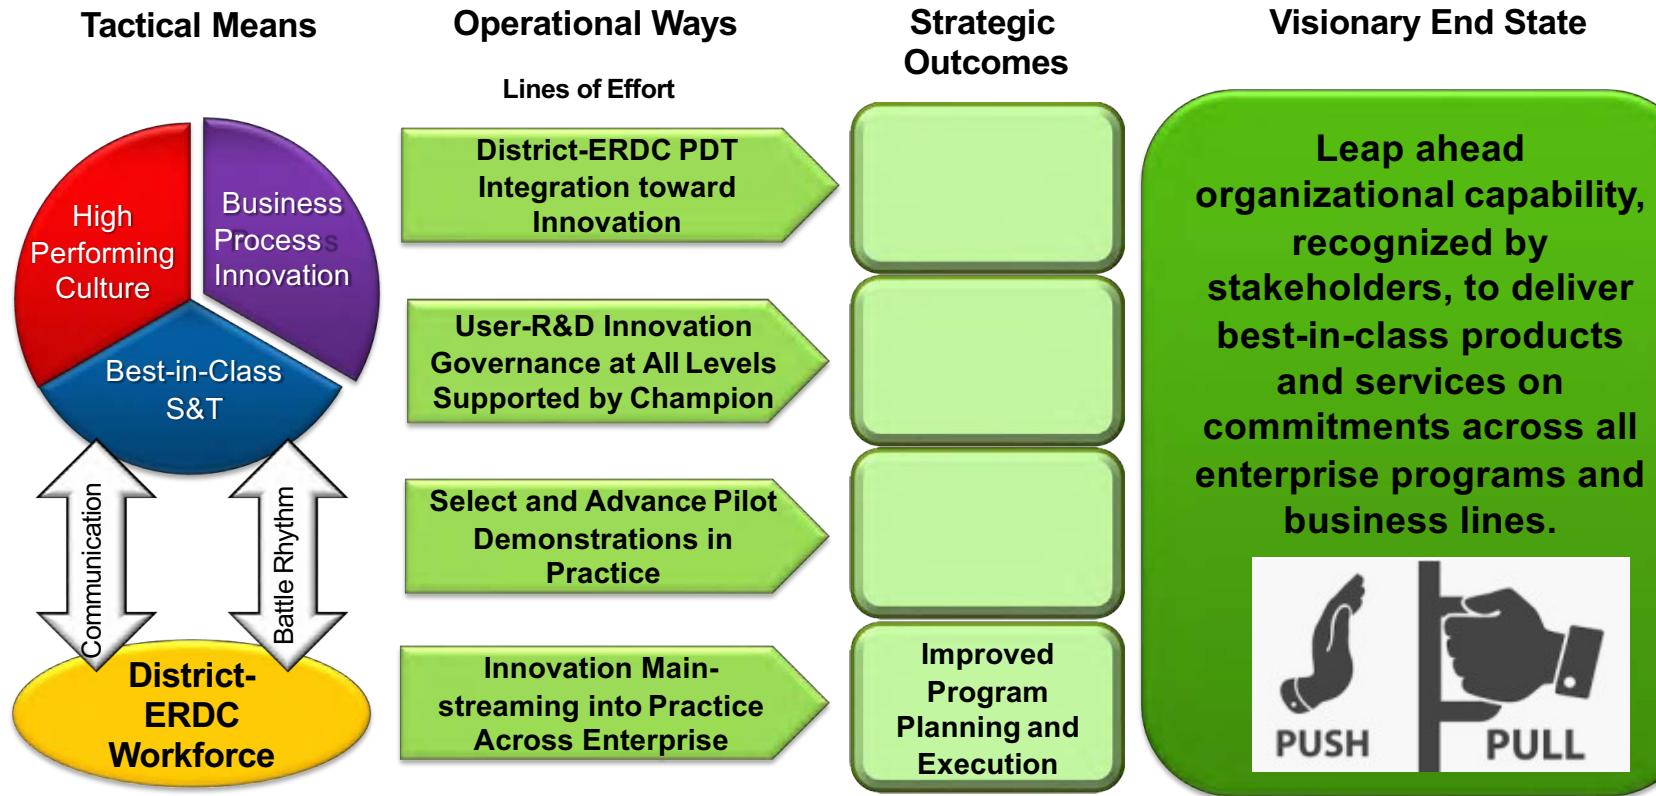 Tactical Means
Operational Ways
Strategic
Outcomes
Visionary End State
Lines of Effort
High
Performing
Culture
Business
Process
Innovation
Best-in-Class
S&T
Communication
Battle Rhythm
District-
ERDC
Workforce
District-ERDC PDT
Integration toward
Innovation
User-R&D Innovation
Governance at All Levels
Supported by Champion
Select and Advance Pilot
Demonstrations in
Practice
Innovation Main-
streaming into Practice
Across Enterprise
Improved
Program
Planning and
Execution
Leap ahead
organizational capability,
recognized by
stakeholders, to deliver
best-in-class products
and services on
commitments across all
enterprise programs and
business lines.
PUSH
PULL